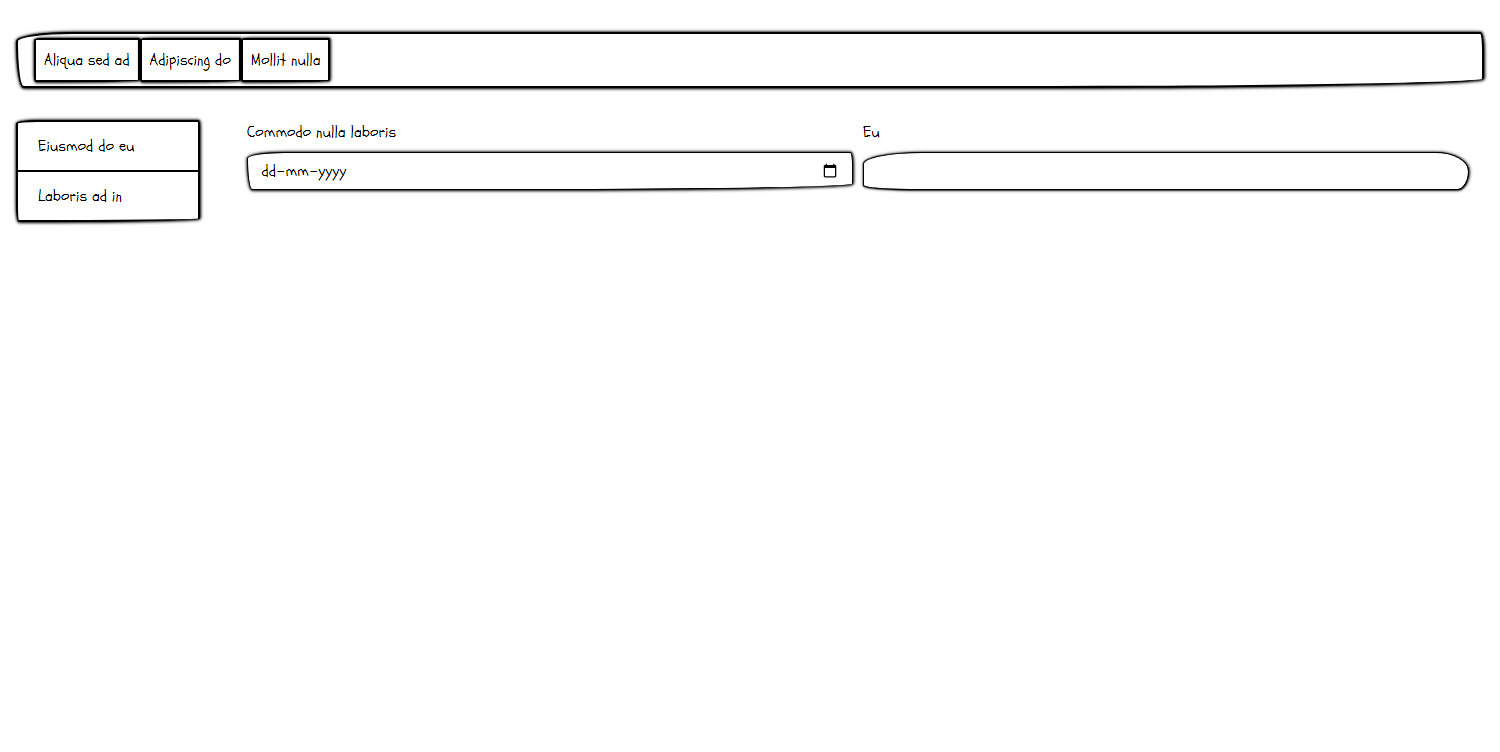 Aliqua sed ad Adipiscing do Mollit nulla
Eiusmod do eu
Laboris ad in
Commodo nulla laboris
dd-mm-yyyy
Eu